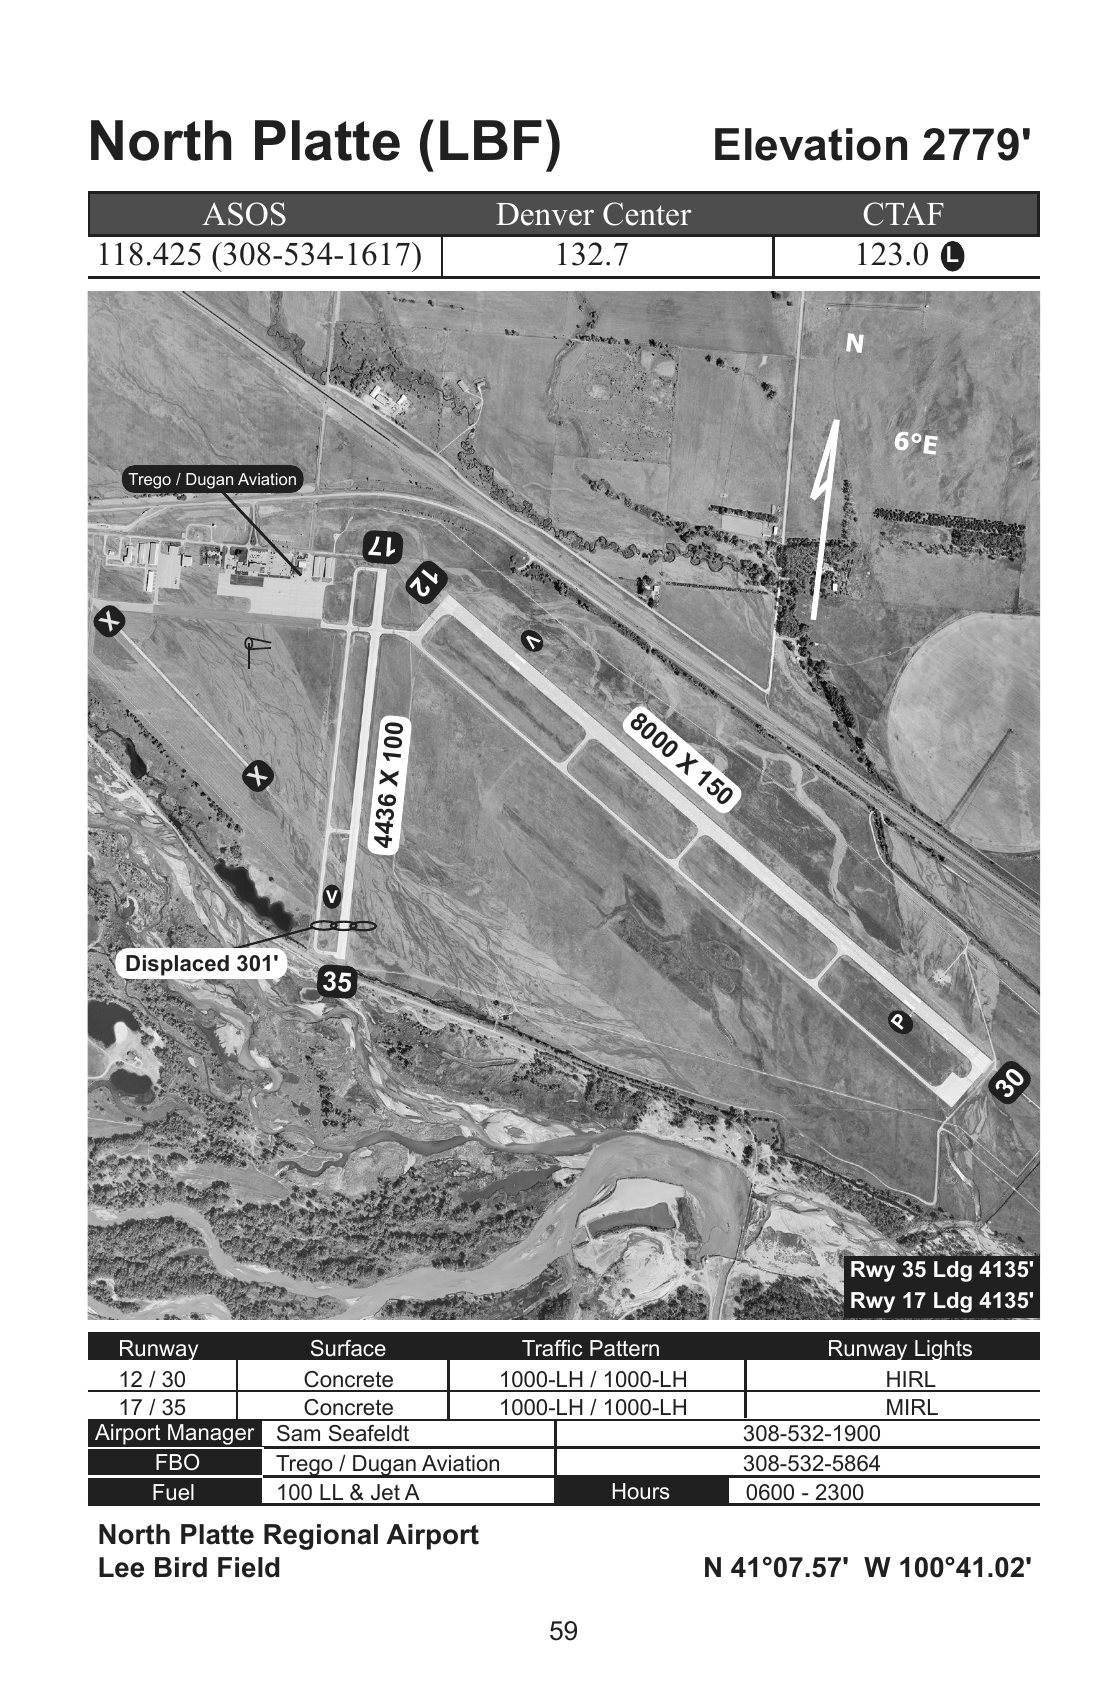 North Platte (LBF) Elevation 2779'
ASOS Denver Center CTAF
118.425 (308-534-1617) 132.7 123.0 L
N
6°E
Trego / Dugan Aviation
17
12
X
V
8000 X 150
4436 X 100
X
V
Displaced 301'
35
P
30
Rwy 35 Ldg 4135'
Rwy 17 Ldg 4135'
Runway Surface Traffic Pattern Runway Lights
12 / 30 Concrete 1000-LH / 1000-LH HIRL
17 / 35 Concrete 1000-LH / 1000-LH MIRL
Airport Manager Sam Seafeldt 308-532-1900
FBO Trego / Dugan Aviation 308-532-5864
Fuel 100 LL & Jet A Hours 0600 - 2300
North Platte Regional Airport
Lee Bird Field N 41°07.57' W 100°41.02'
59